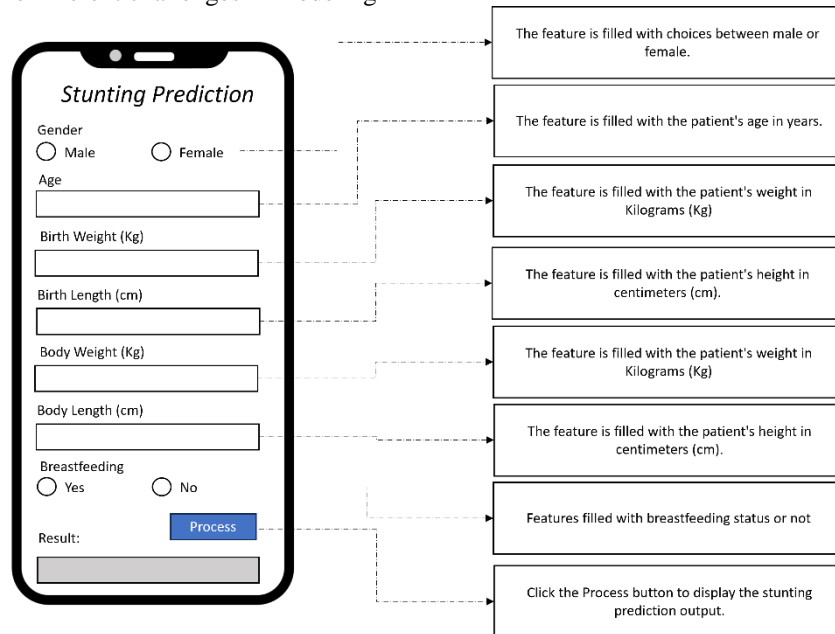 The feature is filled with choices between male or
female.
Stunting Prediction
Gender
Male
Female
The feature is filled with the patient's age in years.
Age
The feature is filled with the patient's weight in
Kilograms (Kg)
Birth Weight (Kg)
Birth Length (cm)
The feature is filled with the patient's height in
centimeters (cm).
Body Weight (Kg)
The feature is filled with the patient's weight in
Kilograms (Kg)
Body Length (cm)
The feature is filled with the patient's height in
centimeters (cm).
Breastfeeding
Yes
No
Features filled with breastfeeding status or not
Process
Result:
Click the Process button to display the stunting
prediction output.